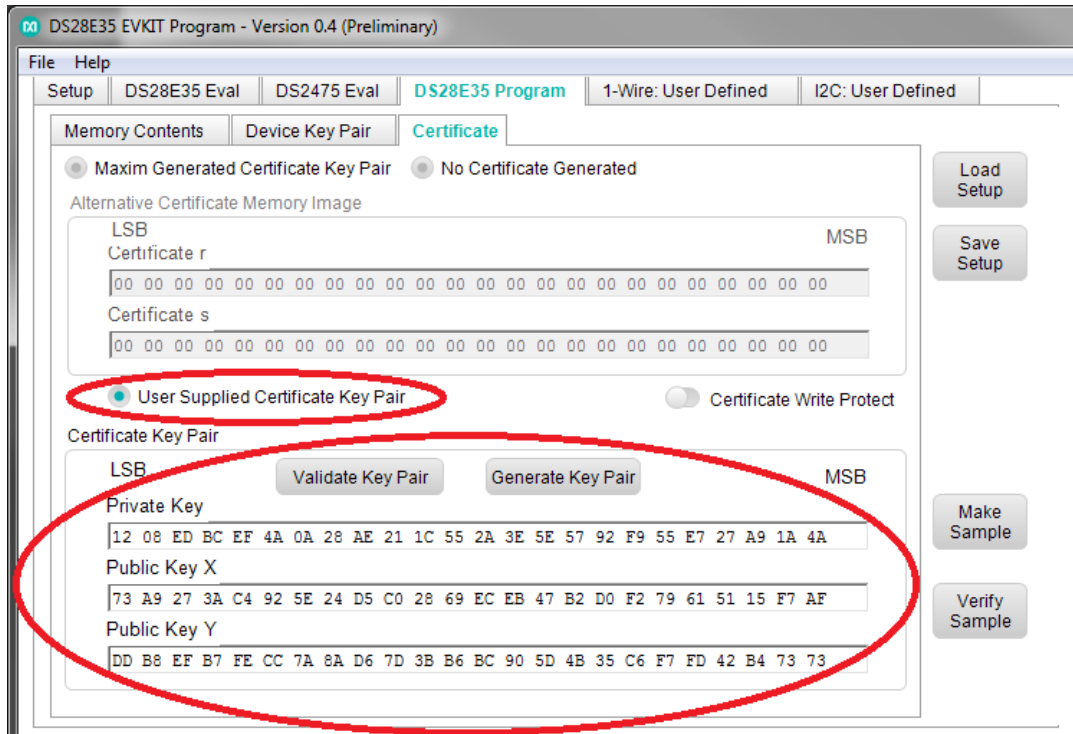 DS28E35 EVKIT Program - Version 0.4 (Preliminary)
File Help
Setup DS28E35 Eval DS2475 Eval DS28E35 Program 1-Wire: User Defined I2C: User Defined
Memory Contents Device Key Pair Certificate
Maxim Generated Certificate Key Pair No Certificate Generated
Load
Setup
Alternative Certificate Memory Image
LSB MSB
Save
Setup
Certificate r
00 00 00 00 00 00 00 00 00 00 00 00 00 00 00 00 00 00 00 00 00 00 00 00
Certificate s
00 00 00 00 00 00 00 00 00 00 00 00 00 00 00 00 00 00 00 00 00 00 00 00
User Supplied Certificate Key Pair Certificate Write Protect
Certificate Key Pair
LSB Validate Key Pair Generate Key Pair MSB
Private Key
12 08 ED BC EF 4A 0A 28 AE 21 1C 55 2A 3E 5E 57 92 F9 55 E7 27 A9 1A 4A
Make
Sample
Public Key X
73 A9 27 3A C4 92 5E 24 D5 C0 28 69 EC EB 47 B2 D0 F2 79 61 51 15 F7 AF
Verify
Sample
Public Key Y
DD B8 EF B7 FE CC 7A 8A D6 7D 3B B6 BC 90 5D 4B 35 C6 F7 FD 42 B4 73 73